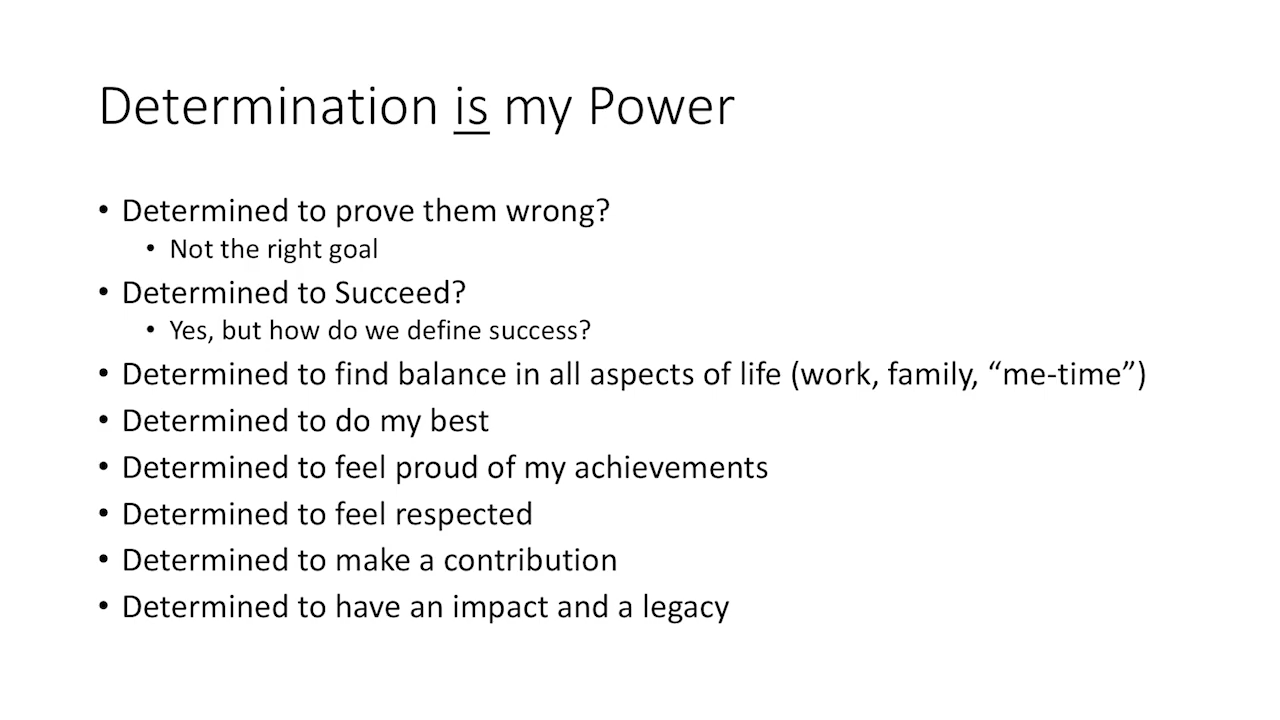 Determination is my Power
• Determined to prove them wrong?
• Not the right goal
• Determined to Succeed?
• Yes, but how do we define success?
• Determined to find balance in all aspects of life (work, family, “me-time”)
• Determined to do my best
• Determined to feel proud of my achievements
• Determined to feel respected
• Determined to make a contribution
• Determined to have an impact and a legacy